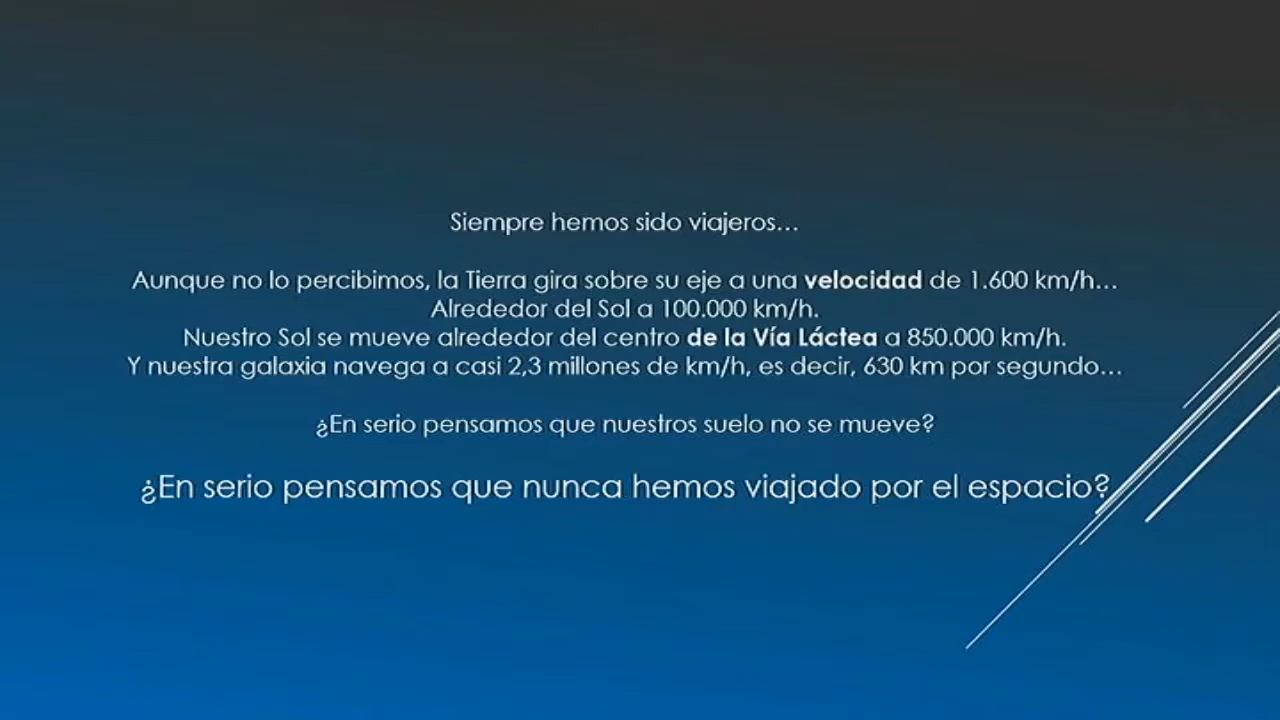 Siempre hemos sido viajeros...
Aunque no lo percibimos, la Tierra gira sobre su eje a una velocidad de 1.600 km/h...
Alrededor del Sol a 100.000 km/h.
Nuestro Sol se mueve alrededor del centro de la Vía Láctea a 850.000 km/h.
Y nuestra galaxia navega a casi 2,3 millones de km/h, es decir, 630 km por segundo...
¿En serio pensamos que nuestros suelo no se mueve?
¿En serio pensamos que nunca hemos viajado por el espacio?